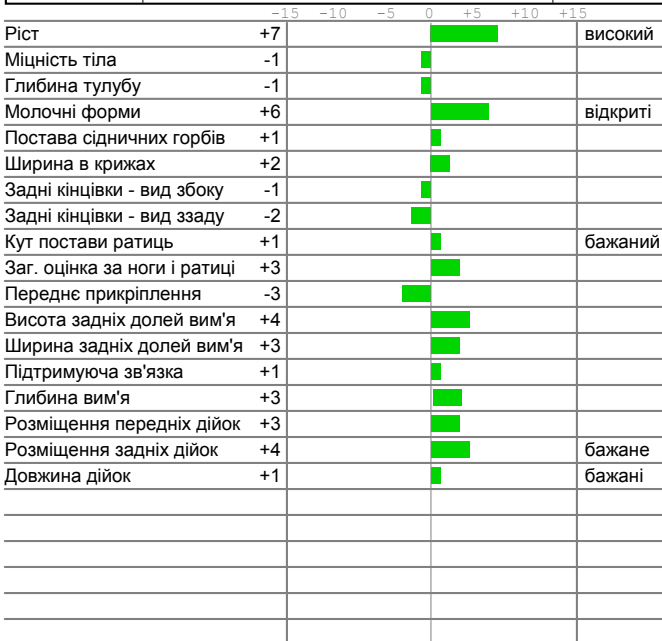 -15 -10 -5 0 +5 +10 +15
Ріст +7 високий
Міцність тіла -1
Глибина тулубу -1
Молочні форми +6 відкриті
Постава сідничних горбів +1
Ширина в крижах +2
Задні кінцівки - вид збоку -1
Задні кінцівки - вид ззаду -2
Кут постави ратиць +1 бажаний
Заг. оцінка за ноги і ратиці +3
Переднє прикріплення -3
Висота задніх долей вим'я +4
Ширина задніх долей вим'я +3
Підтримуюча зв'язка +1
Глибина вим'я +3
Розміщення передніх дійок +3
Розміщення задніх дійок +4 бажане
Довжина дійок +1 бажані